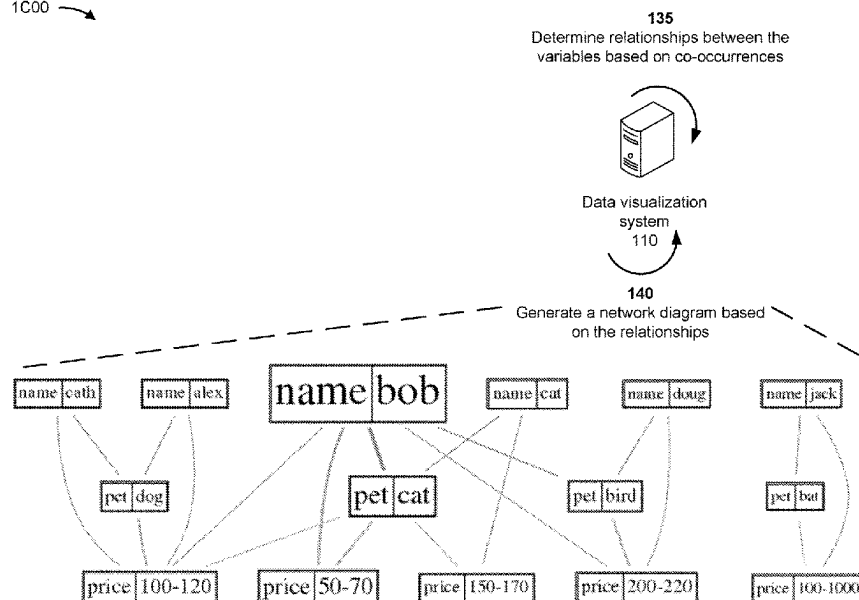 1C00
135
Determine relationships between the
variables based on co-occurrences
Data visualization
system
110
140
Generate a network diagram based
on the relationships
name cath
name alex
name bob
name cat
name doug
name jack
pet dog
pet cat
pet bird
pet bat
price 100-120
price 50-70
price 150-170
price 200-220
price 100-1000